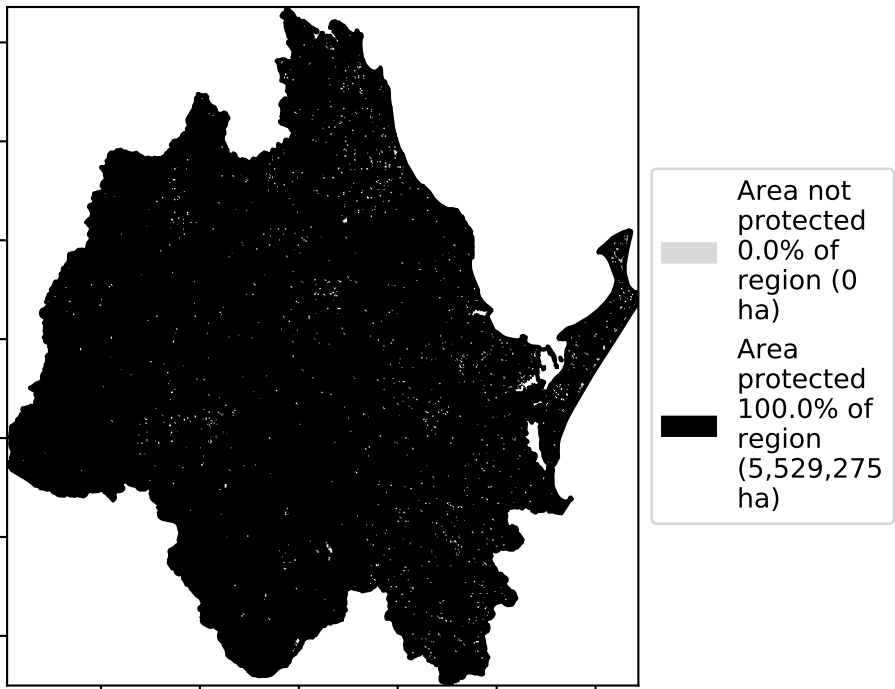 Area not
protected
0.0% of
region (0
ha)
Area
protected
100.0% of
region
(5,529,275
ha)